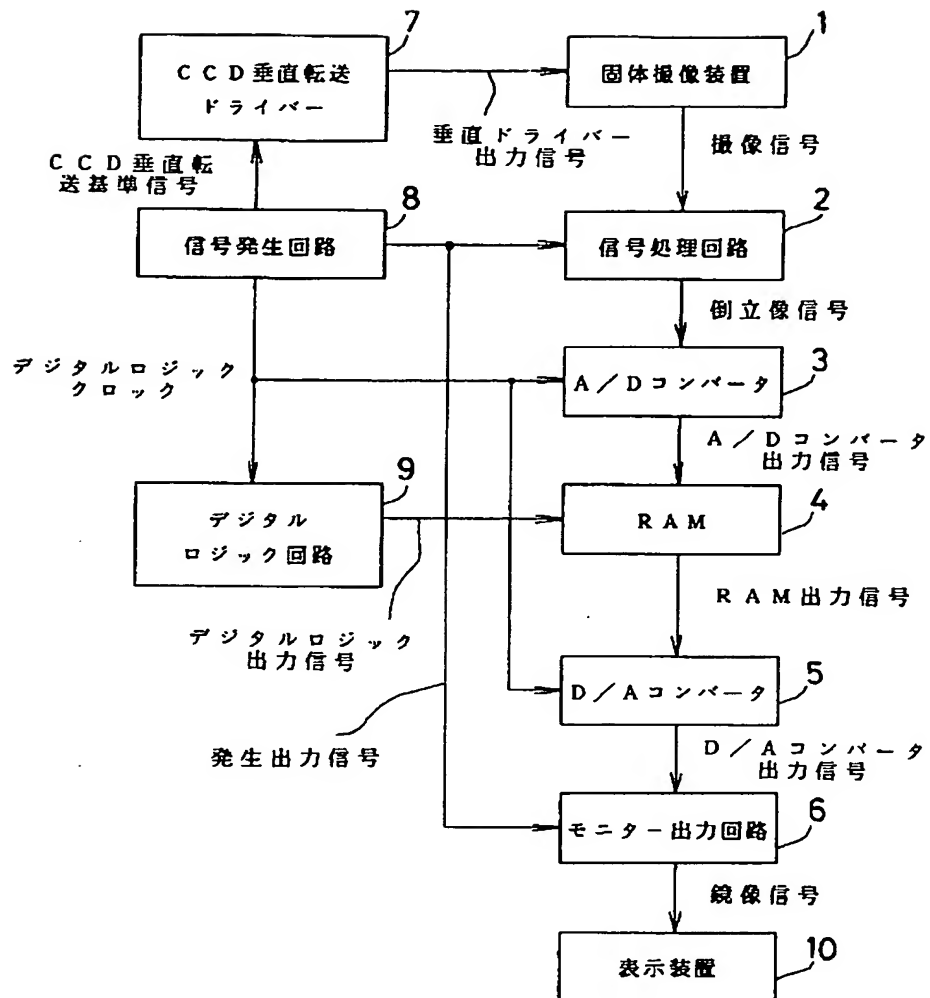 7
CCD垂直転送
ドライバー
1
固体撮像装置
垂直ドライバー
出力信号
撮像信号
CCD垂直転
送基準信号
8
信号発生回路
2
信号処理回路
倒立像信号
デジタルロジック
クロック
3
A/Dコンバータ
A/Dコンバータ
出力信号
9
デジタル
ロジック回路
4
RAM
デジタルロジック
出力信号
RAM出力信号
5
D/Aコンバータ
発生出力信号
D/Aコンバータ
出力信号
6
モニター出力回路
鏡像信号
10
表示装置